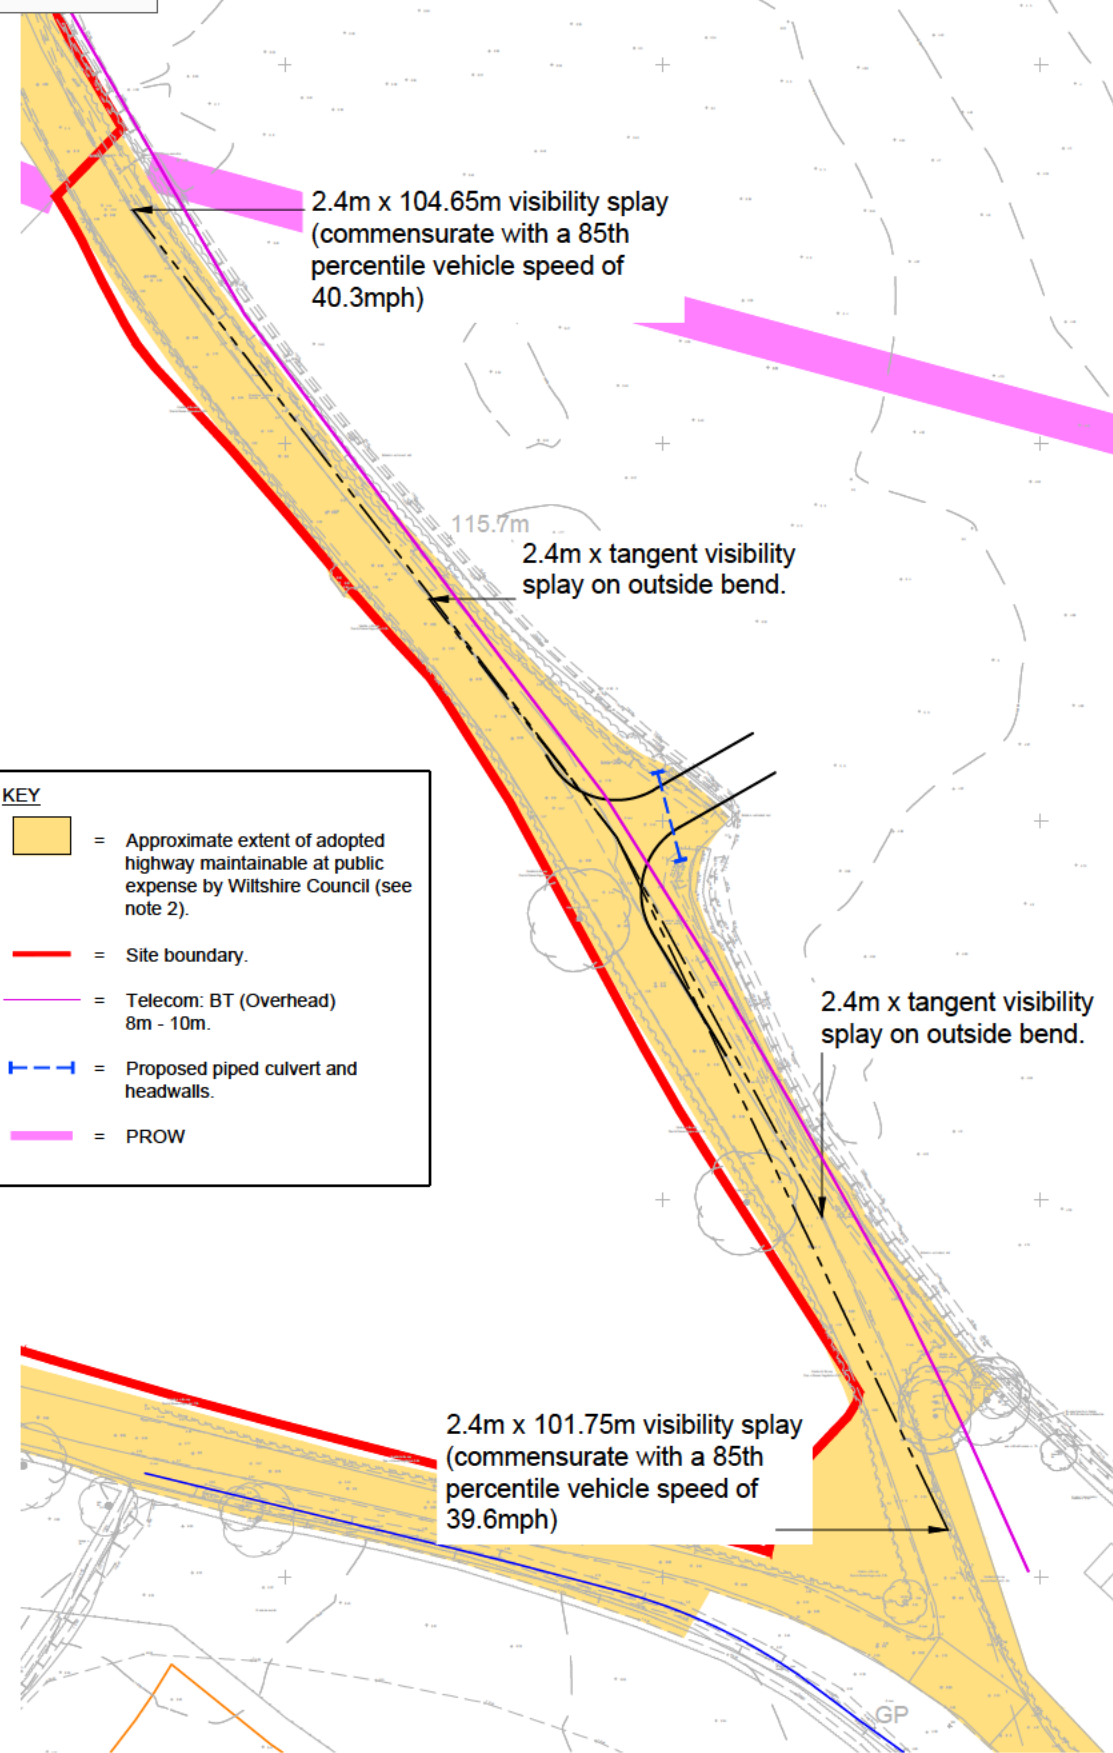 2.4m x 104.65m visibility splay
(commensurate with a 85th
percentile vehicle speed of
40.3mph)
115.7m
2.4m x tangent visibility
splay on outside bend.
KEY
= Approximate extent of adopted
highway maintainable at public
expense by Wiltshire Council (see
note 2).
= Site boundary.
= Telecom: BT (Overhead)
8m - 10m.
= Proposed piped culvert and
headwalls.
= PROW
2.4m x tangent visibility
splay on outside bend.
2.4m x 101.75m visibility splay
(commensurate with a 85th
percentile vehicle speed of
39.6mph)
GP